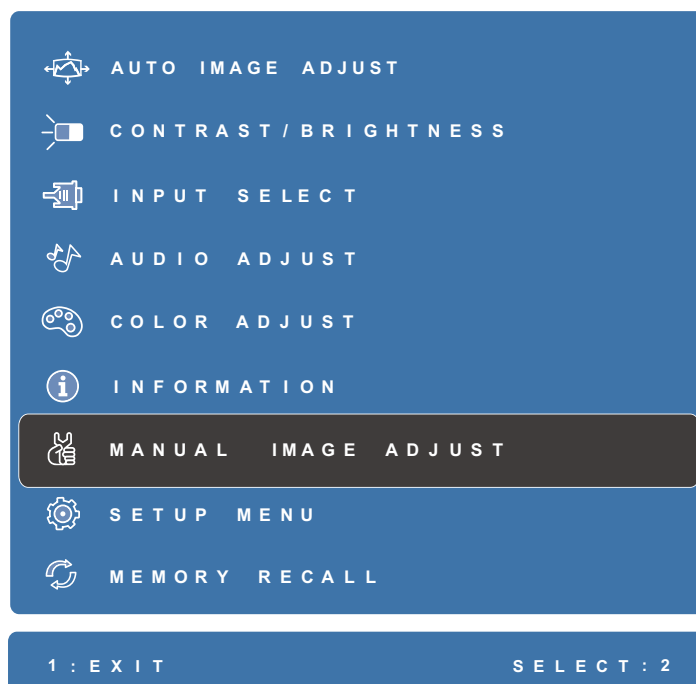 AUTO IMAGE ADJUST
CONTRAST/BRIGHTNESS
INPUT SELECT
AUDIO ADJUST
COLOR ADJUST
INFORMATION
MANUAL IMAGE ADJUST
SETUP MENU
MEMORY RECALL
1:EXIT SELECT:2